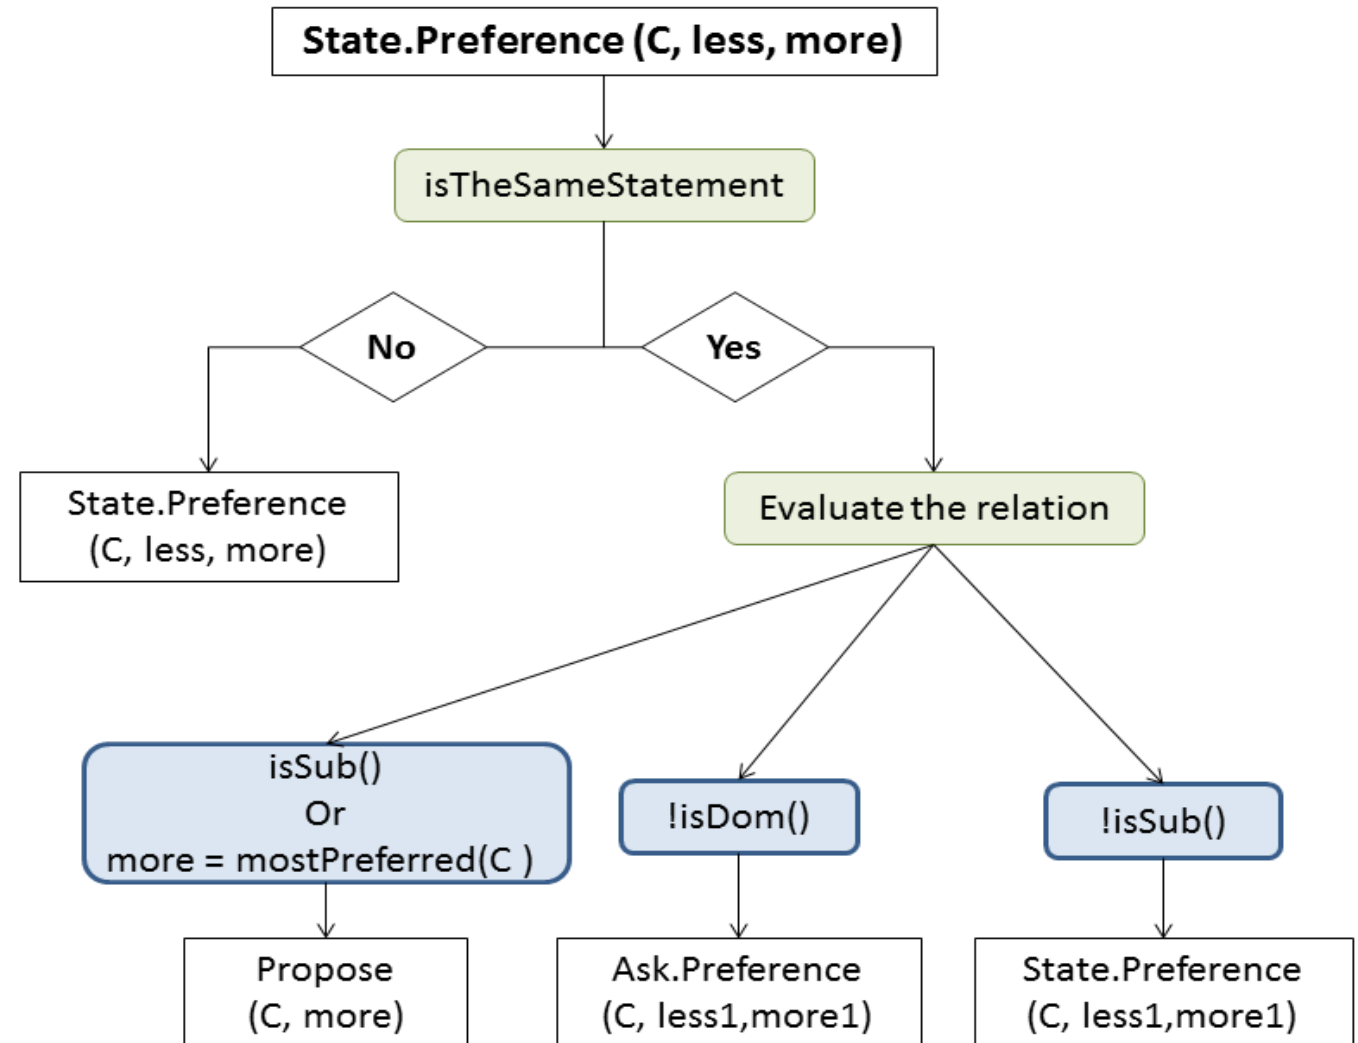 State.Preference (C, less, more)
isTheSameStatement
No
Yes
State.Preference
(C, less, more)
Evaluate the relation
isSub()
Or
more = mostPreferred(C )
!isDom()
!isSub()
Propose
(C, more)
Ask.Preference
(C, less1,more1)
State.Preference
(C, less1,more1)